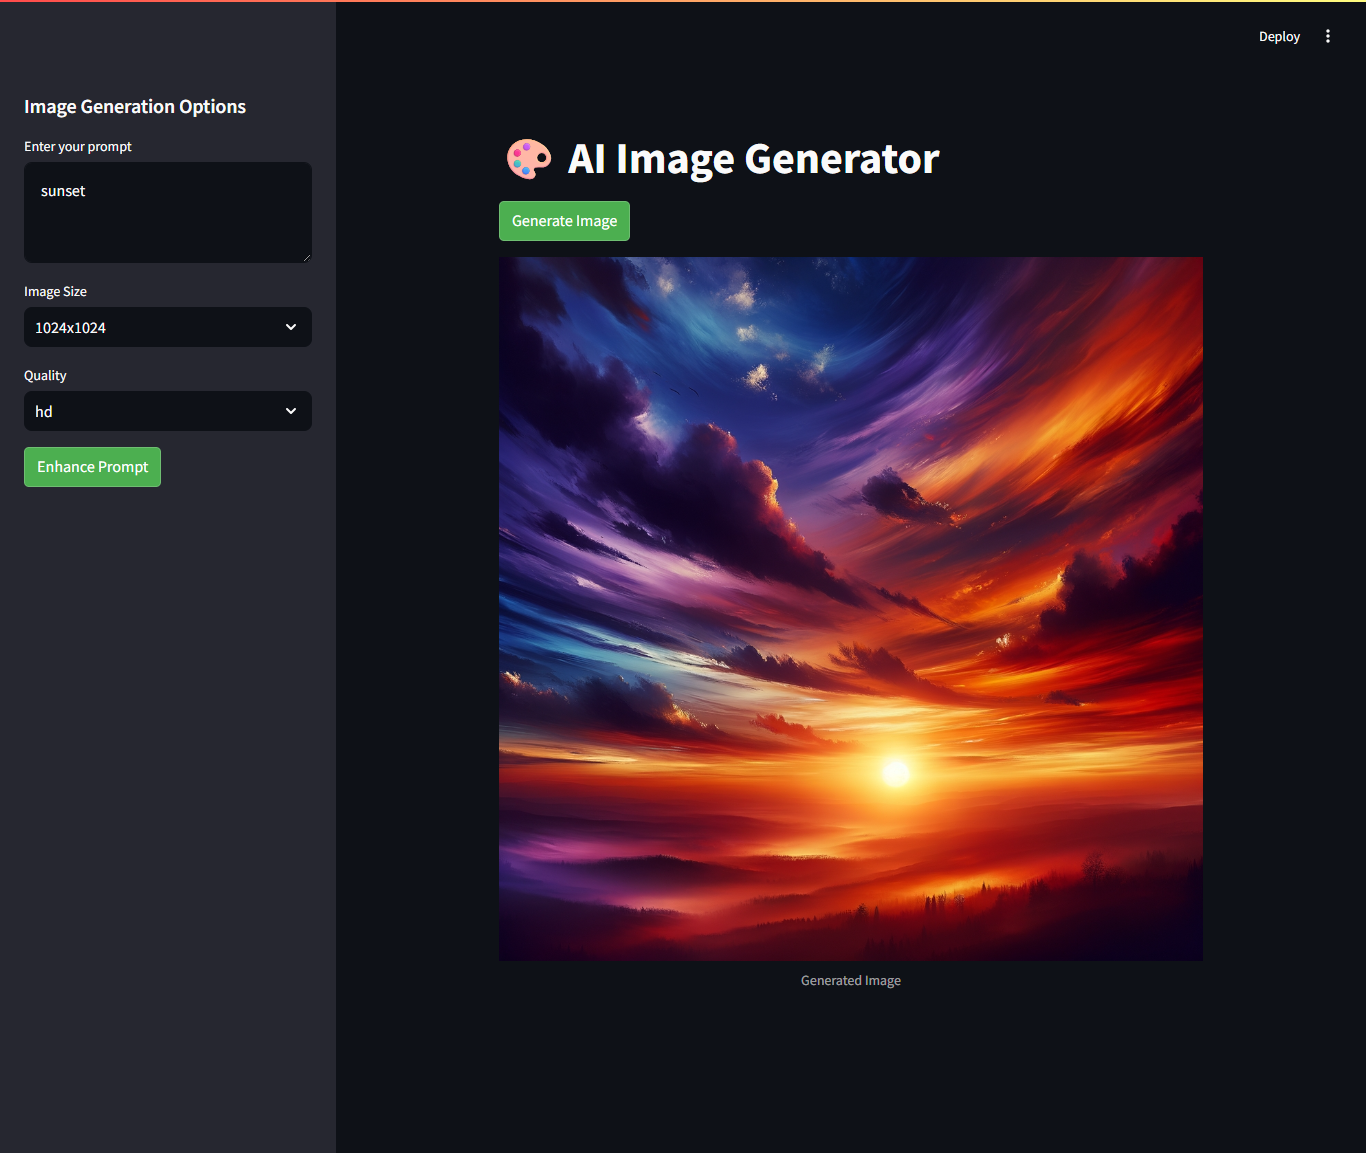 Deploy
Image Generation Options
Enter your prompt
sunset
Image Size
1024x1024
Quality
hd
Enhance Prompt
AI Image Generator
Generate Image
Generated Image